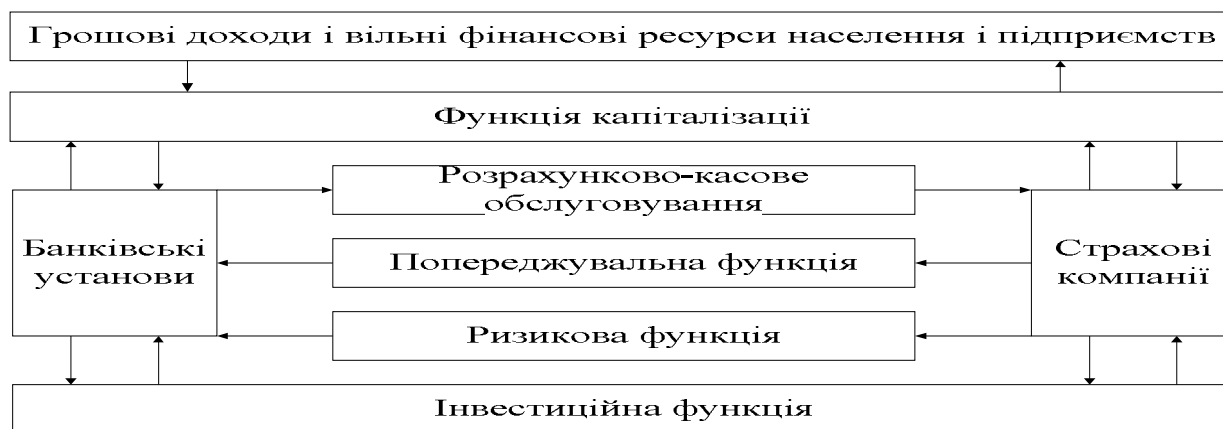 Грошові доходи і вільні фінансові ресурси населення і підприємств
Функція капіталізації
Розрахунково-касове
обслуговування
Банківські
установи
Попереджувальна функція
Страхові
компанії
Ризикова функція
Інвестиційна функція